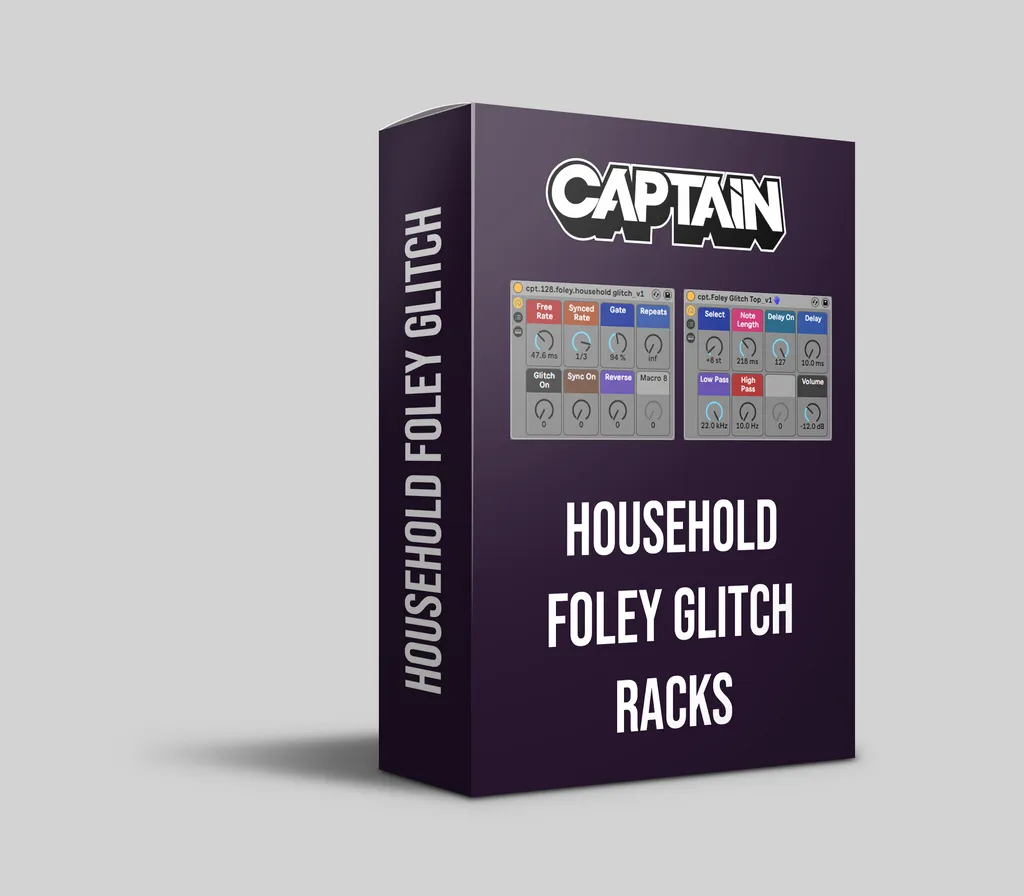 HOUSEHOLD FOLEY GLITCH
CAPTAiN
cpt.128.foley.household glitch_v1
Free Rate
Synced Rate
Gate
Repeats
47.6 ms
1/3
94 %
inf
Glitch On
Sync On
Reverse
Macro 8
0
0
0
0
cpt.Foley Glitch Top_v1
Select
Note Length
Delay On
Delay
+8 st
218 ms
127
10.0 ms
Low Pass
High Pass
Volume
22.0 kHz
10.0 Hz
0
-12.0 dB
HOUSEHOLD
FOLEY GLITCH
RACKS